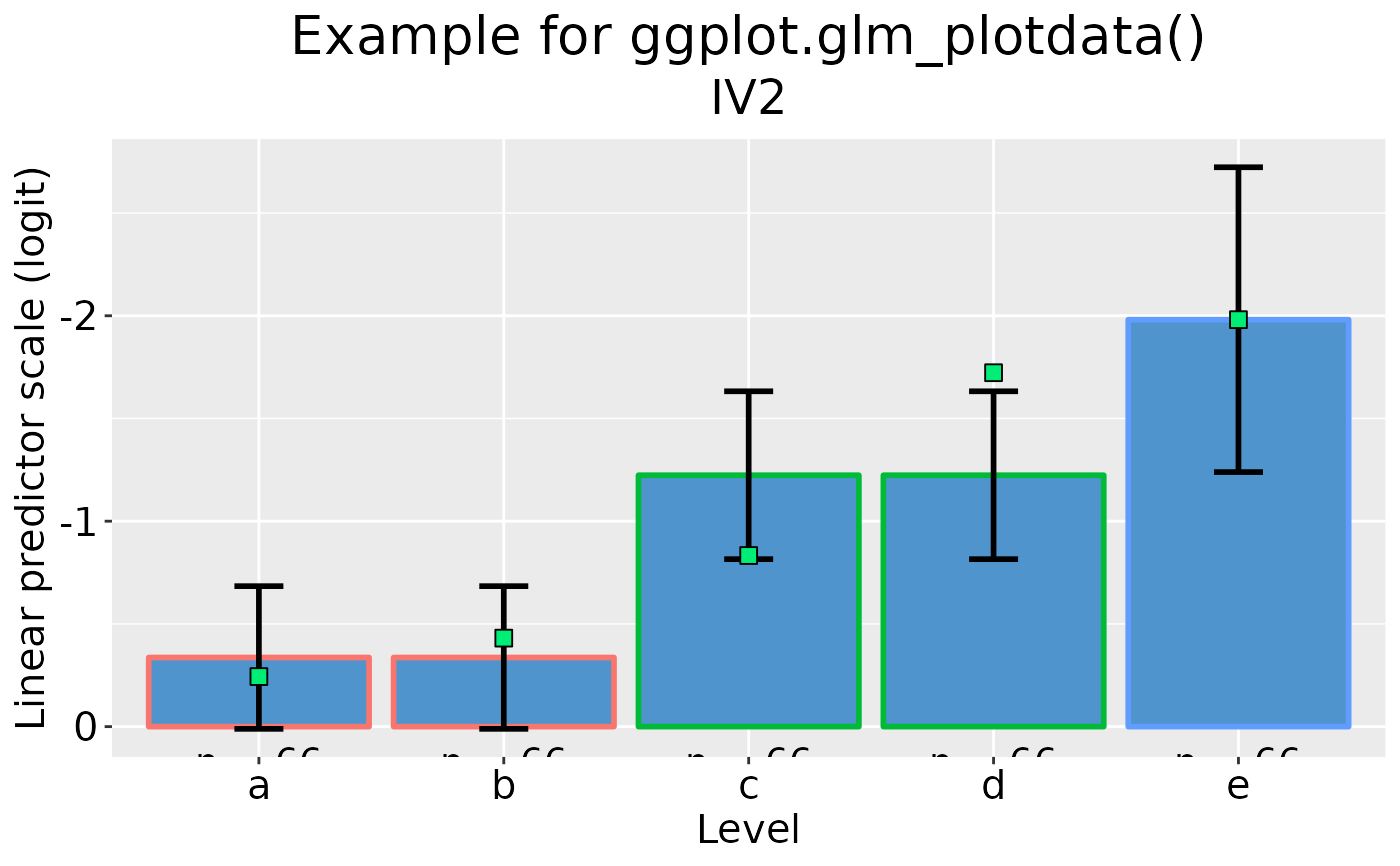 Example for ggplot.glm_plotdata()
IV2
Linear predictor scale (logit)
-2
-1
0
a b c d e
Level